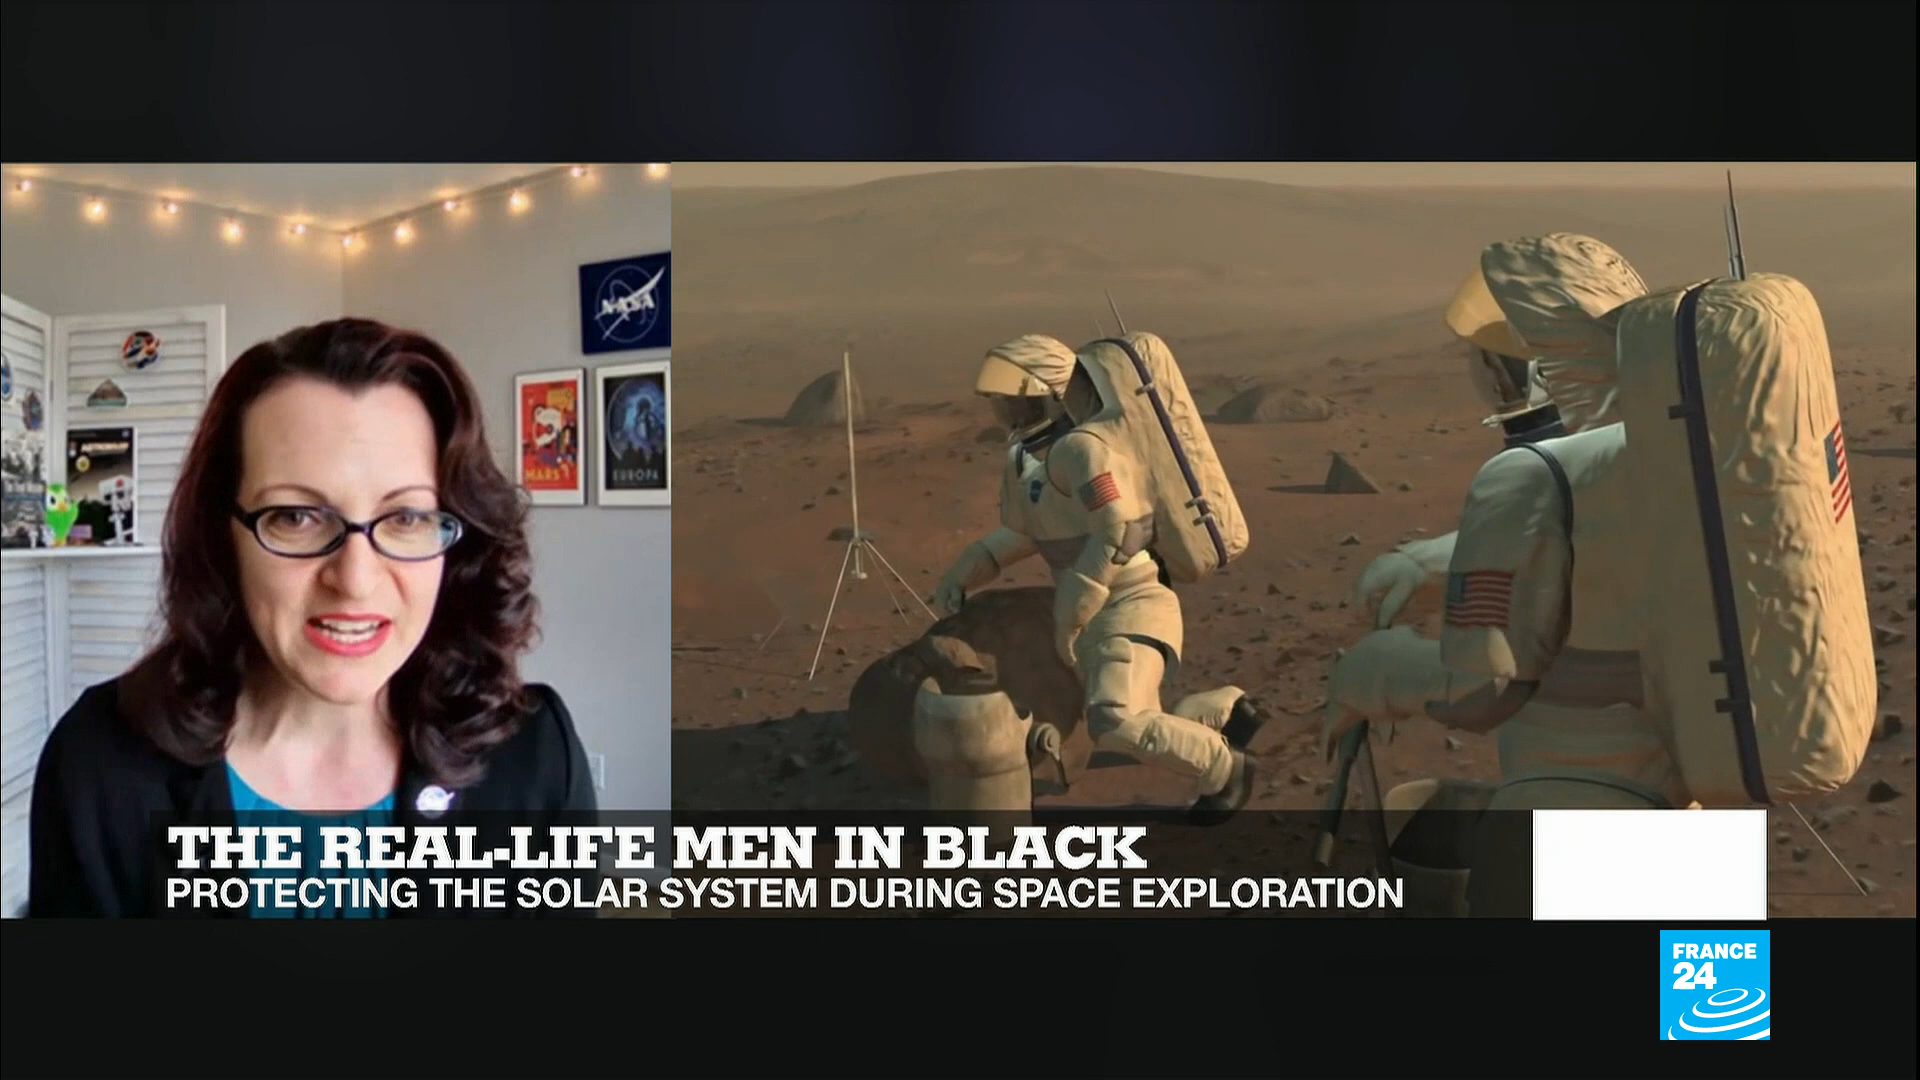 NASA
MARS
EUROPA
THE REAL-LIFE MEN IN BLACK
PROTECTING THE SOLAR SYSTEM DURING SPACE EXPLORATION
FRANCE
24